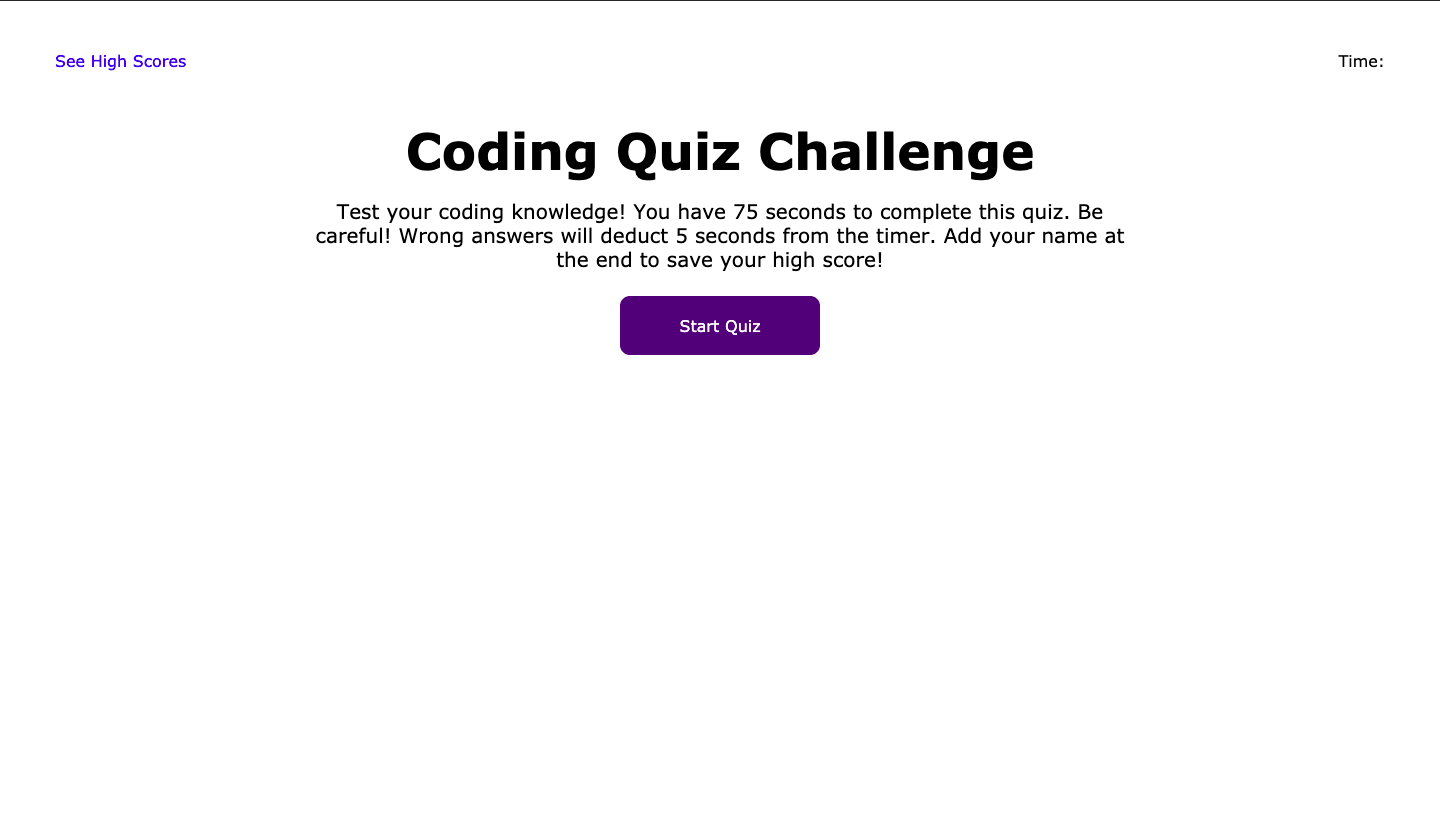 See High Scores
Time:
Coding Quiz Challenge
Test your coding knowledge! You have 75 seconds to complete this quiz. Be
careful! Wrong answers will deduct 5 seconds from the timer. Add your name at
the end to save your high score!
Start Quiz